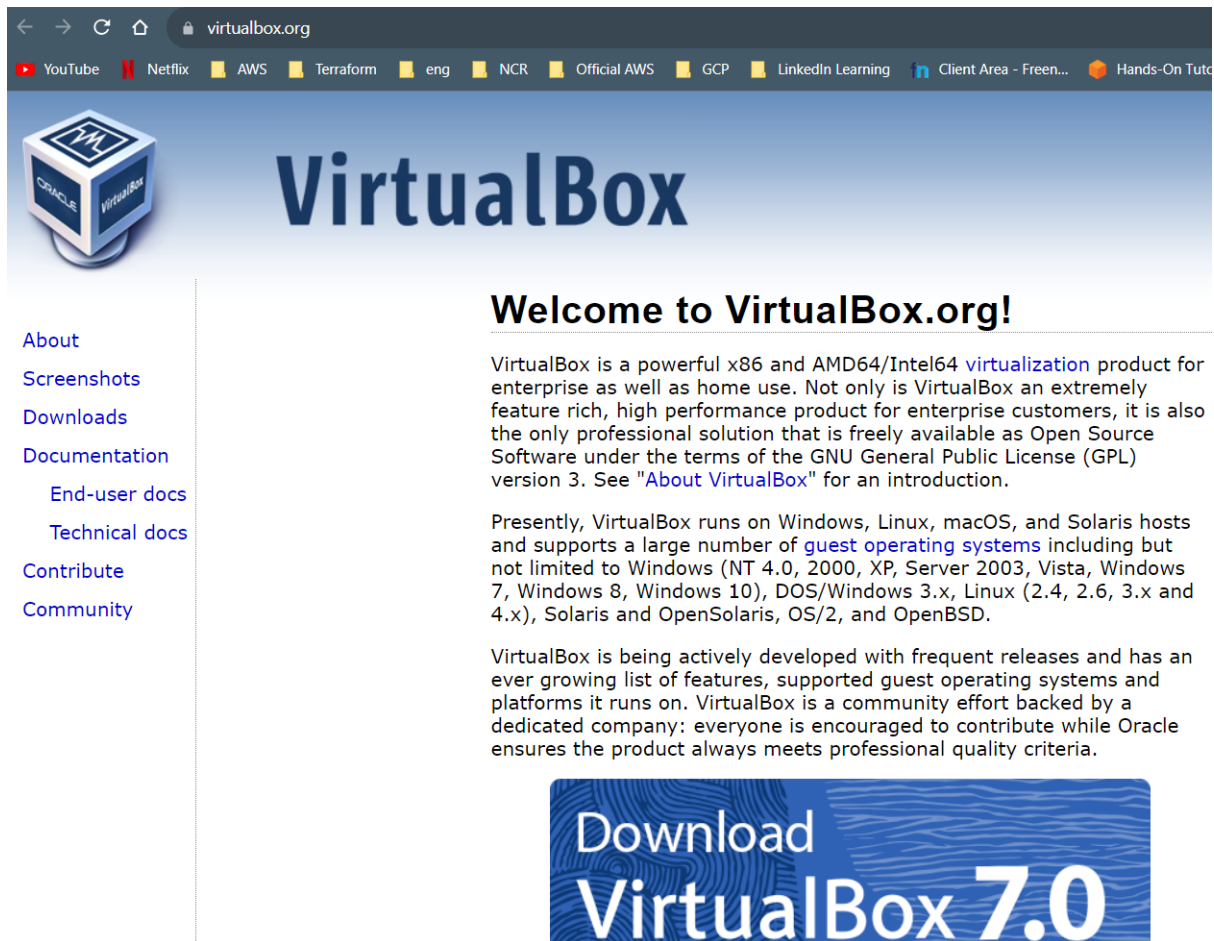 virtualbox.org
YouTube Netflix AWS Terraform eng NCR Official AWS GCP LinkedIn Learning Client Area - Freen... Hands-On Tuto
ORACLE VirtualBox
VirtualBox
About
Screenshots
Downloads
Documentation
End-user docs
Technical docs
Contribute
Community
Welcome to VirtualBox.org!
VirtualBox is a powerful x86 and AMD64/Intel64 virtualization product for
enterprise as well as home use. Not only is VirtualBox an extremely
feature rich, high performance product for enterprise customers, it is also
the only professional solution that is freely available as Open Source
Software under the terms of the GNU General Public License (GPL)
version 3. See "About VirtualBox" for an introduction.
Presently, VirtualBox runs on Windows, Linux, macOS, and Solaris hosts
and supports a large number of guest operating systems including but
not limited to Windows (NT 4.0, 2000, XP, Server 2003, Vista, Windows
7, Windows 8, Windows 10), DOS/Windows 3.x, Linux (2.4, 2.6, 3.x and
4.x), Solaris and OpenSolaris, OS/2, and OpenBSD.
VirtualBox is being actively developed with frequent releases and has an
ever growing list of features, supported guest operating systems and
platforms it runs on. VirtualBox is a community effort backed by a
dedicated company: everyone is encouraged to contribute while Oracle
ensures the product always meets professional quality criteria.
Download
VirtualBox 7.0